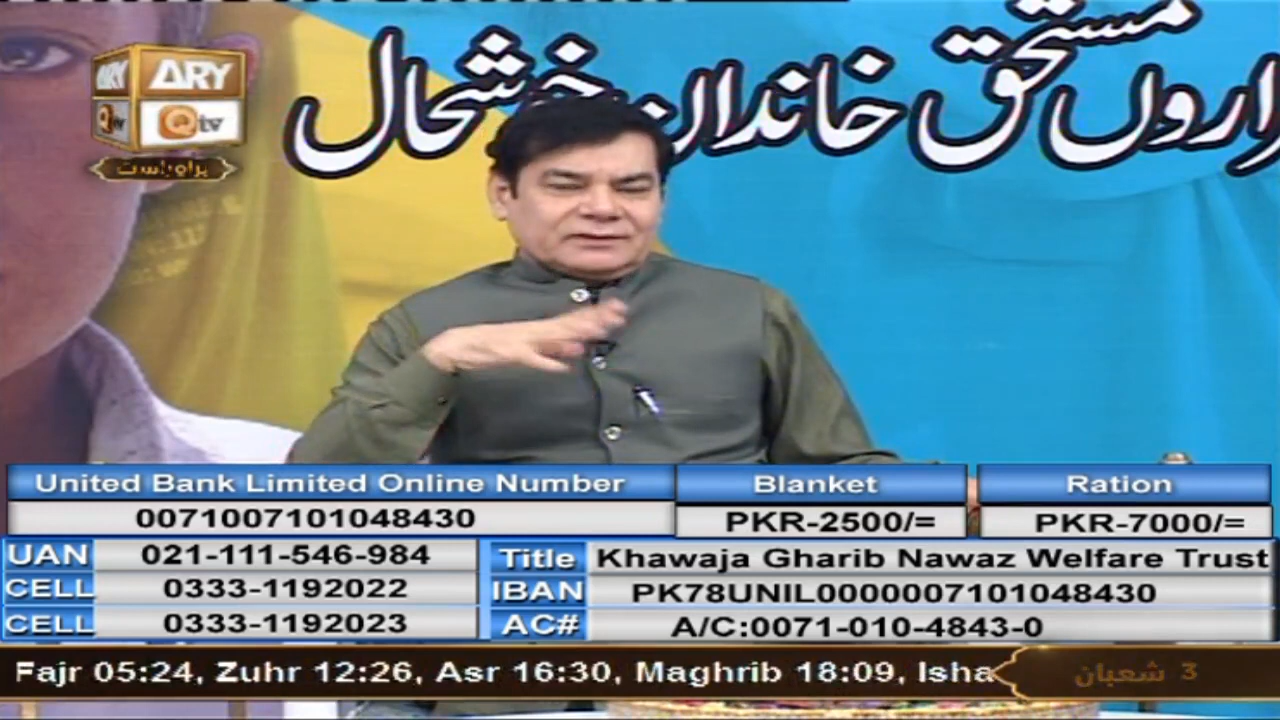 مستحق
خاندان خوشحال
ARY
Qtv
براہ راست
United Bank Limited Online Number
Blanket
Ration
0071007101048430
PKR-2500/=
PKR-7000/=
UAN 021-111-546-984
Title Khawaja Gharib Nawaz Welfare Trust
CELL 0333-1192022
IBAN PK78UNIL0000007101048430
CELL 0333-1192023
AC# A/C:0071-010-4843-0
Fajr 05:24, Zuhr 12:26, Asr 16:30, Maghrib 18:09, Isha
3 شعبان